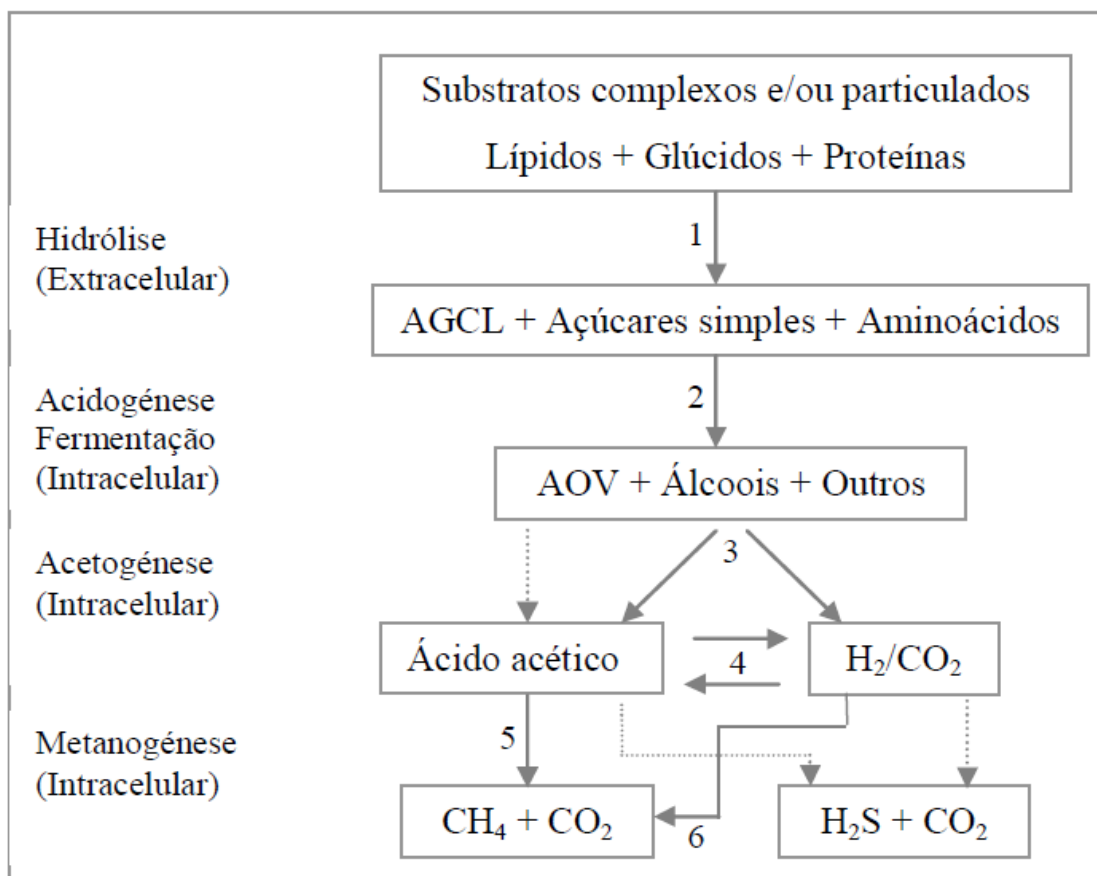 Substratos complexos e/ou particulados
Lípidos + Glúcidos + Proteínas
1
Hidrólise
(Extracelular)
AGCL + Açúcares simples + Aminoácidos
2
Acidogénese
Fermentação
(Intracelular)
AOV + Álcoois + Outros
3
Acetogénese
(Intracelular)
Ácido acético
4
H₂/CO₂
5
Metanogénese
(Intracelular)
CH₄ + CO₂
6
H₂S + CO₂